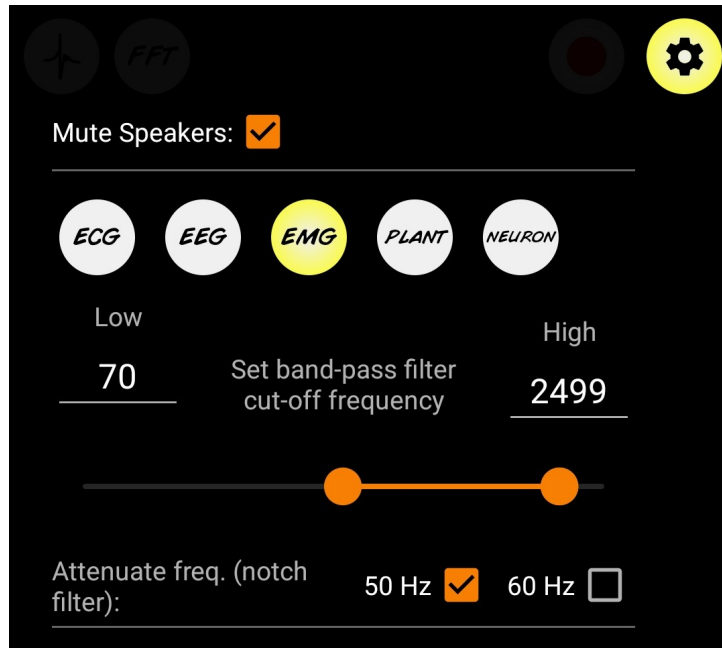 FFT
Mute Speakers:
ECG EEG EMG PLANT NEURON
Low
High
70
Set band-pass filter
cut-off frequency
2499
Attenuate freq. (notch
filter):
50 Hz
60 Hz